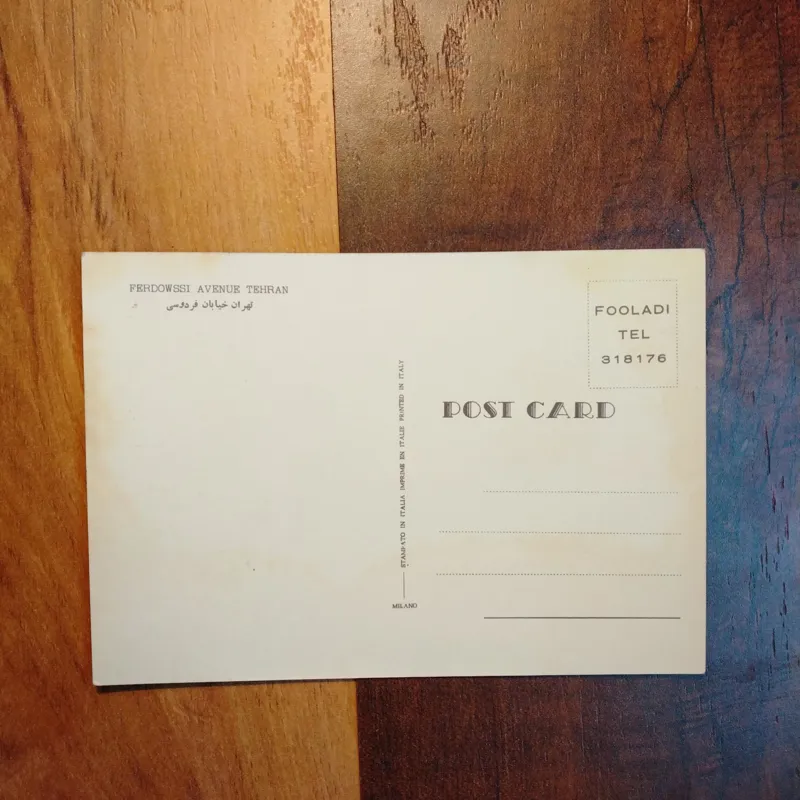 FERDOWSSI AVENUE TEHRAN
تهران خیابان فردوسی
FOOLADI
TEL
318176
POST CARD
STAMPATO IN ITALIA IMPRIME EN ITALIE PRINTED IN ITALY
MILANO